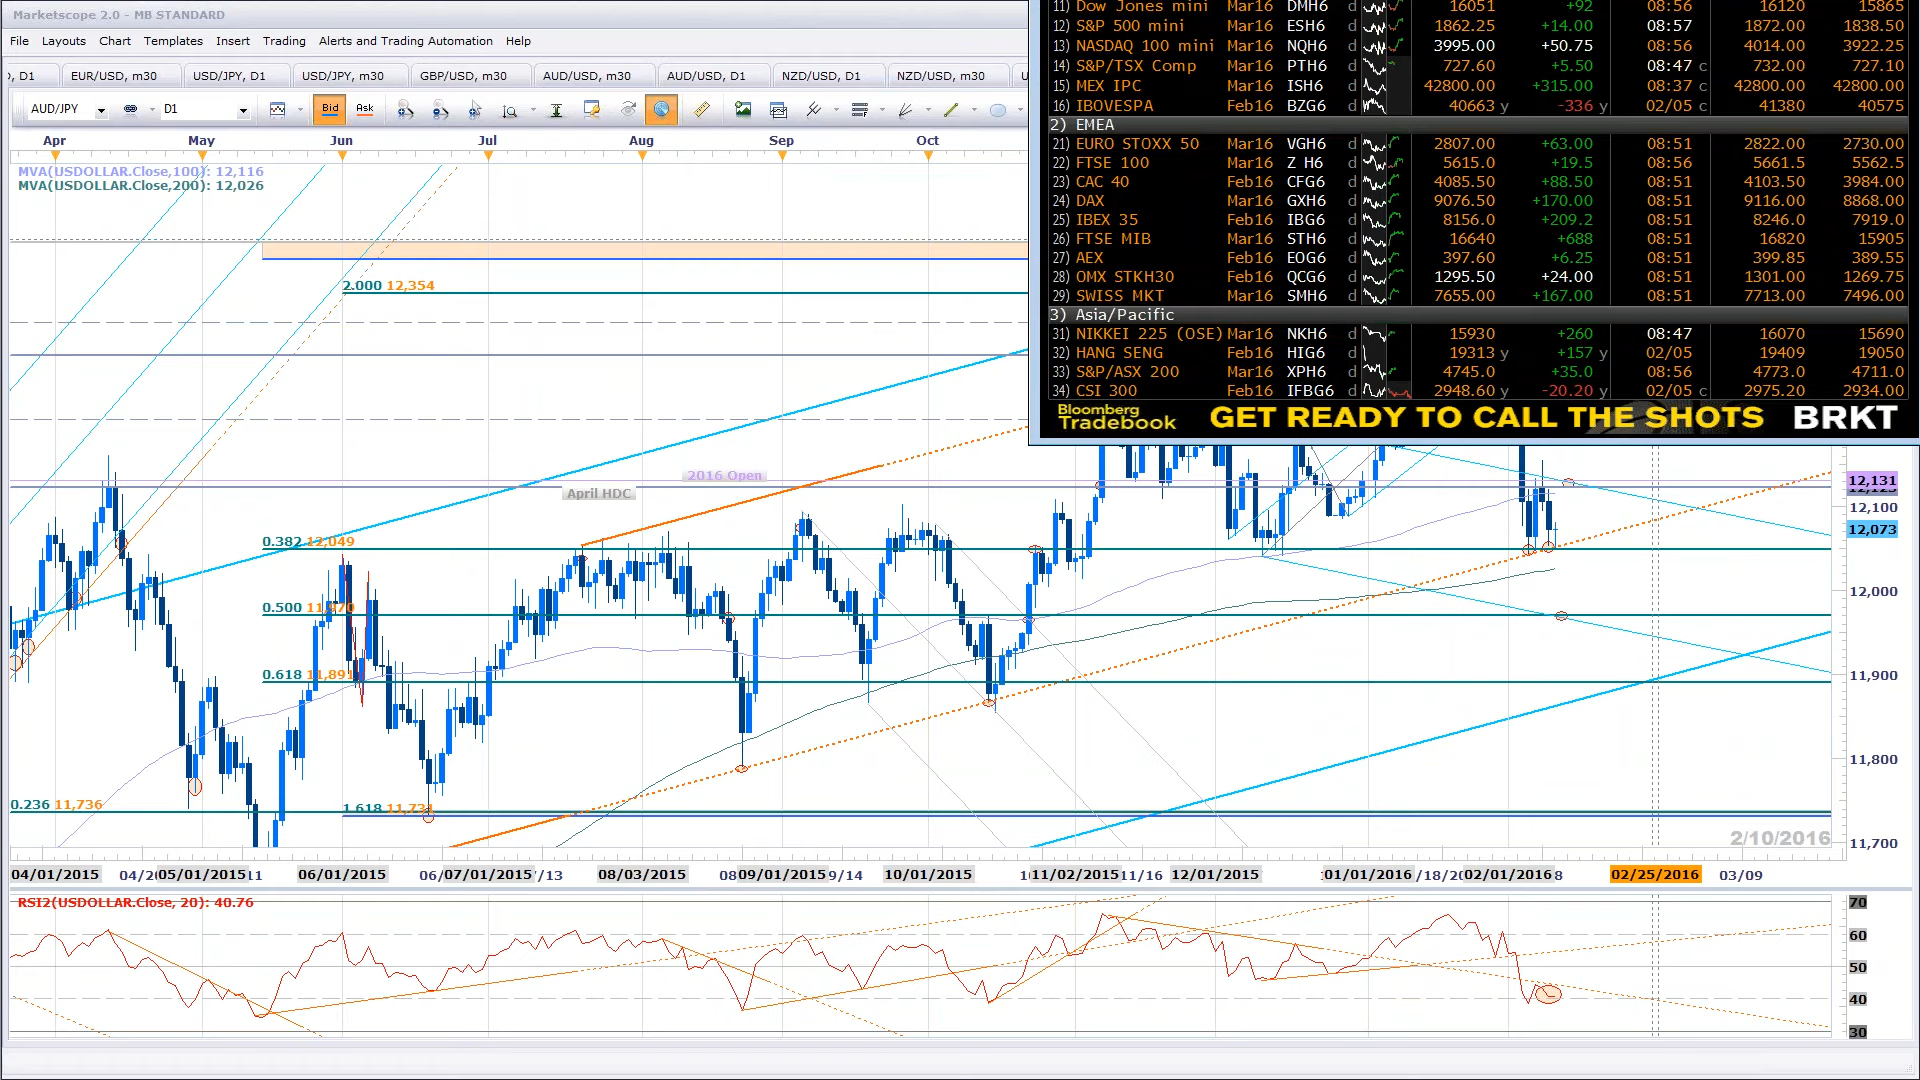 Marketscope 2.0 - MB STANDARD
File Layouts Chart Templates Insert Trading Alerts and Trading Automation Help
, D1 EUR/USD, m30 USD/JPY, D1 USD/JPY, m30 GBP/USD, m30 AUD/USD, m30 AUD/USD, D1 NZD/USD, D1 NZD/USD, m30 U
AUD/JPY D1 Bid Ask
Apr May Jun Jul Aug Sep Oct
MVA(USDOLLAR.Close,100): 12,116
MVA(USDOLLAR.Close,200): 12,026
2.000 12,354
2016 Open
April HDC
0.382 12,049
0.500 11,970
0.618 11,891
0.236 11,736
1.618 11,731
11) Dow Jones mini Mar16 DMH6 d 16051 +92 08:56 16120 15865
12) S&P 500 mini Mar16 ESH6 d 1862.25 +14.00 08:57 1872.00 1838.50
13) NASDAQ 100 mini Mar16 NQH6 d 3995.00 +50.75 08:56 4014.00 3922.25
14) S&P/TSX Comp Mar16 PTH6 d 727.60 +5.50 08:47 c 732.00 727.10
15) MEX IPC Mar16 ISH6 d 42800.00 +315.00 08:37 c 42800.00 42800.00
16) IBOVESPA Feb16 BZG6 d 40663 y -336 y 02/05 c 41380 40575
2) EMEA
21) EURO STOXX 50 Mar16 VGH6 d 2807.00 +63.00 08:51 2822.00 2730.00
22) FTSE 100 Mar16 Z H6 d 5615.0 +19.5 08:56 5661.5 5562.5
23) CAC 40 Feb16 CFG6 d 4085.50 +88.50 08:51 4103.50 3984.00
24) DAX Mar16 GXH6 d 9076.50 +170.00 08:51 9116.00 8868.00
25) IBEX 35 Feb16 IBG6 d 8156.0 +209.2 08:51 8246.0 7919.0
26) FTSE MIB Mar16 STH6 d 16640 +688 08:51 16820 15905
27) AEX Feb16 EOG6 d 397.60 +6.25 08:51 399.85 389.55
28) OMX STKH30 Feb16 QCG6 d 1295.50 +24.00 08:51 1301.00 1269.75
29) SWISS MKT Mar16 SMH6 d 7655.00 +167.00 08:51 7713.00 7496.00
3) Asia/Pacific
31) NIKKEI 225 (OSE) Mar16 NKH6 d 15930 +260 08:47 16070 15690
32) HANG SENG Feb16 HIG6 d 19313 y +157 y 02/05 19409 19050
33) S&P/ASX 200 Mar16 XPH6 d 4745.0 +35.0 08:56 4773.0 4711.0
34) CSI 300 Feb16 IFBG6 d 2948.60 y -20.20 y 02/05 c 2975.20 2934.00
Bloomberg Tradebook GET READY TO CALL THE SHOTS BRKT
12,131
12,100
12,073
12,000
11,900
11,800
11,700
2/10/2016
04/01/2015 04/2 05/01/2015 11 06/01/2015 06/ 07/01/2015 /13 08/03/2015 08 09/01/2015 9/14 10/01/2015 11/02/2015 11/16 12/01/2015 01/01/2016 /18/20 02/01/2016 8 02/25/2016 03/09
RSI2(USDOLLAR.Close, 20): 40.76
70
60
50
40
30